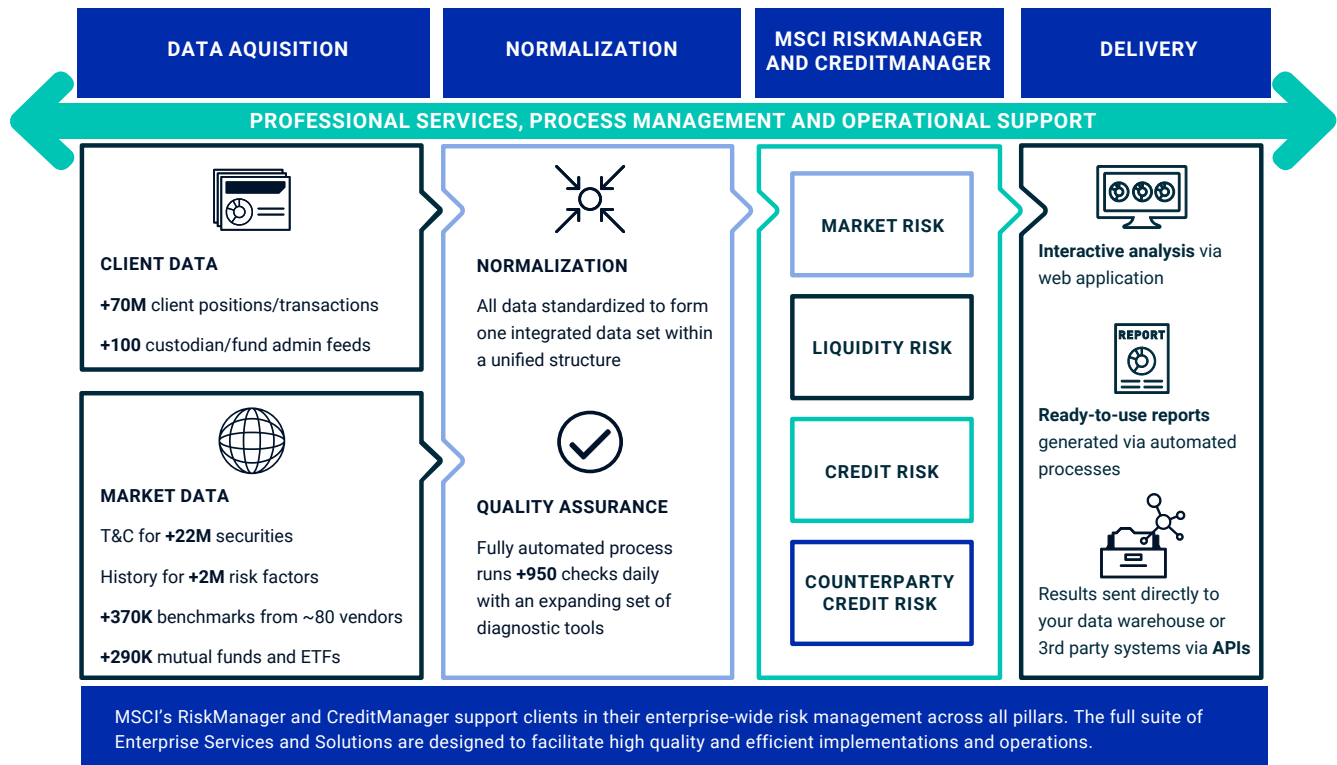 DATA AQUISITION
NORMALIZATION
MSCI RISKMANAGER
AND CREDITMANAGER
DELIVERY
PROFESSIONAL SERVICES, PROCESS MANAGEMENT AND OPERATIONAL SUPPORT
CLIENT DATA
+70M client positions/transactions
+100 custodian/fund admin feeds
MARKET DATA
T&C for +22M securities
History for +2M risk factors
+370K benchmarks from ~80 vendors
+290K mutual funds and ETFs
NORMALIZATION
All data standardized to form
one integrated data set within
a unified structure
QUALITY ASSURANCE
Fully automated process
runs +950 checks daily
with an expanding set of
diagnostic tools
MARKET RISK
LIQUIDITY RISK
CREDIT RISK
COUNTERPARTY
CREDIT RISK
Interactive analysis via
web application
REPORT
Ready-to-use reports
generated via automated
processes
Results sent directly to
your data warehouse or
3rd party systems via APIs
MSCI's RiskManager and CreditManager support clients in their enterprise-wide risk management across all pillars. The full suite of
Enterprise Services and Solutions are designed to facilitate high quality and efficient implementations and operations.